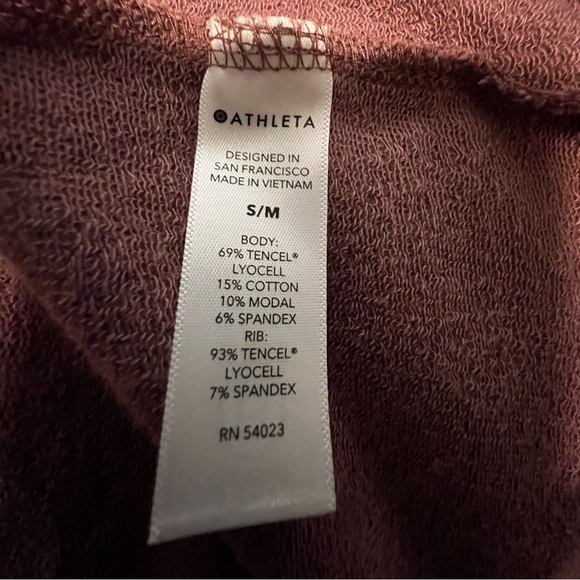 ATHLETA
DESIGNED IN
SAN FRANCISCO
MADE IN VIETNAM
S/M
BODY:
69% TENCEL®
LYOCELL
15% COTTON
10% MODAL
6% SPANDEX
RIB:
93% TENCEL®
LYOCELL
7% SPANDEX
RN 54023